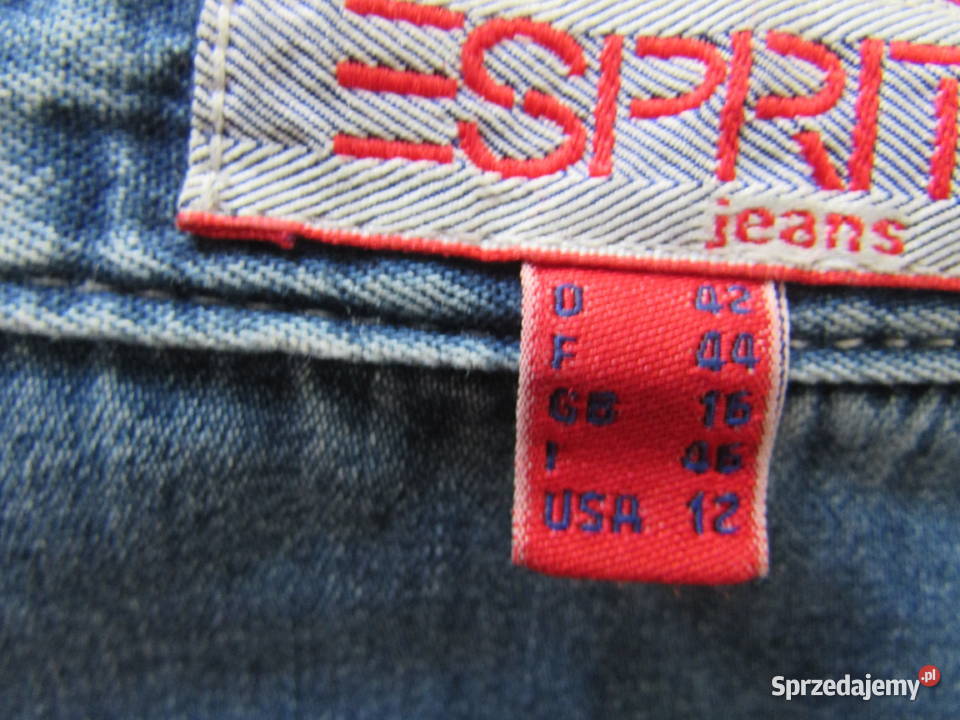 ESPRIT
jeans
D 42
F 44
GB 16
I 46
USA 12
Sprzedajemy.pl